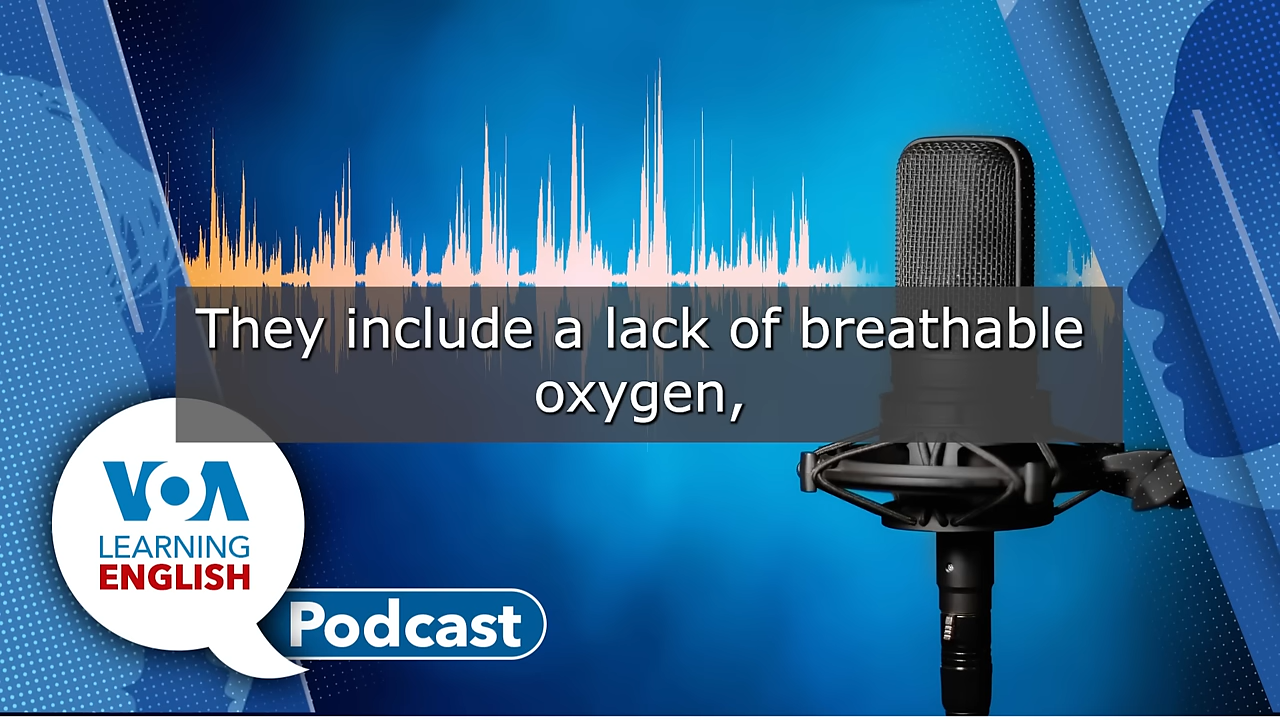 They include a lack of breathable
oxygen,
VOA
LEARNING
ENGLISH
Podcast